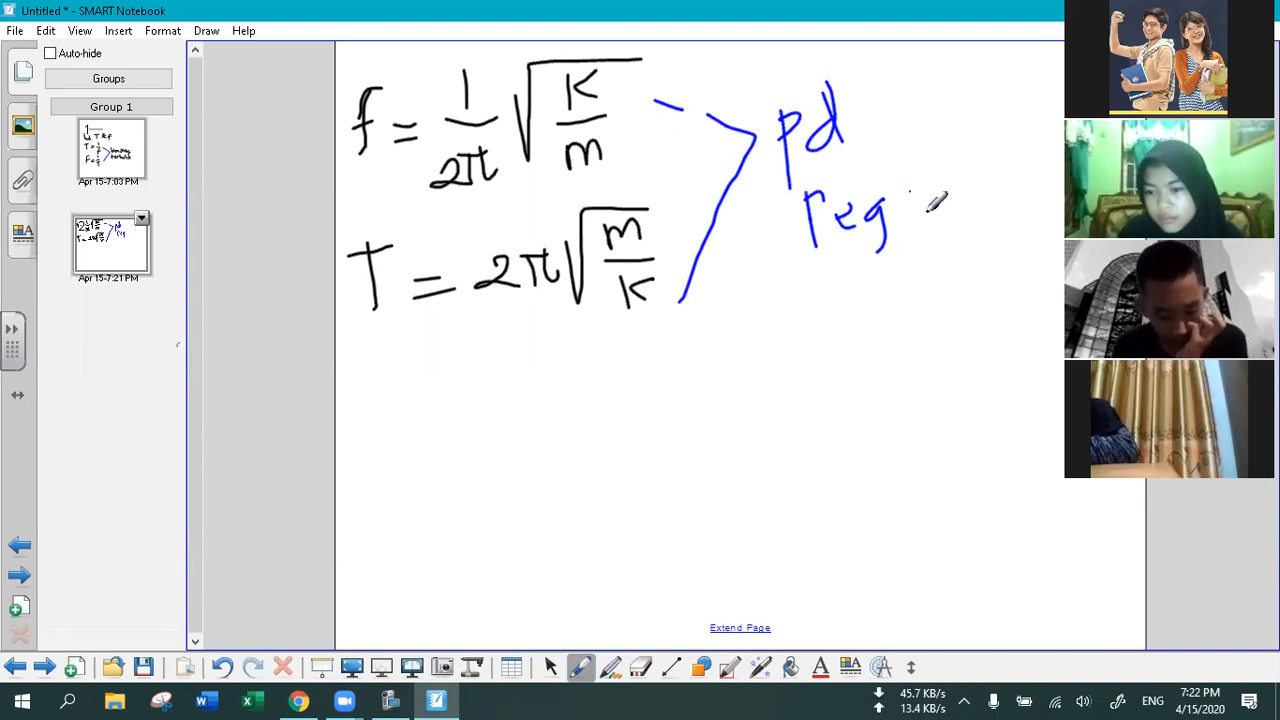 Untitled * - SMART Notebook
File Edit View Insert Format Draw Help
Auto-hide
Groups
Group 1
Apr 15-7:03 PM
Apr 15-7:21 PM
f = 1/2π √K/m
T = 2π √m/K
pd
peg
Extend Page
45.7 KB/s
13.4 KB/s
ENG
7:22 PM
4/15/2020